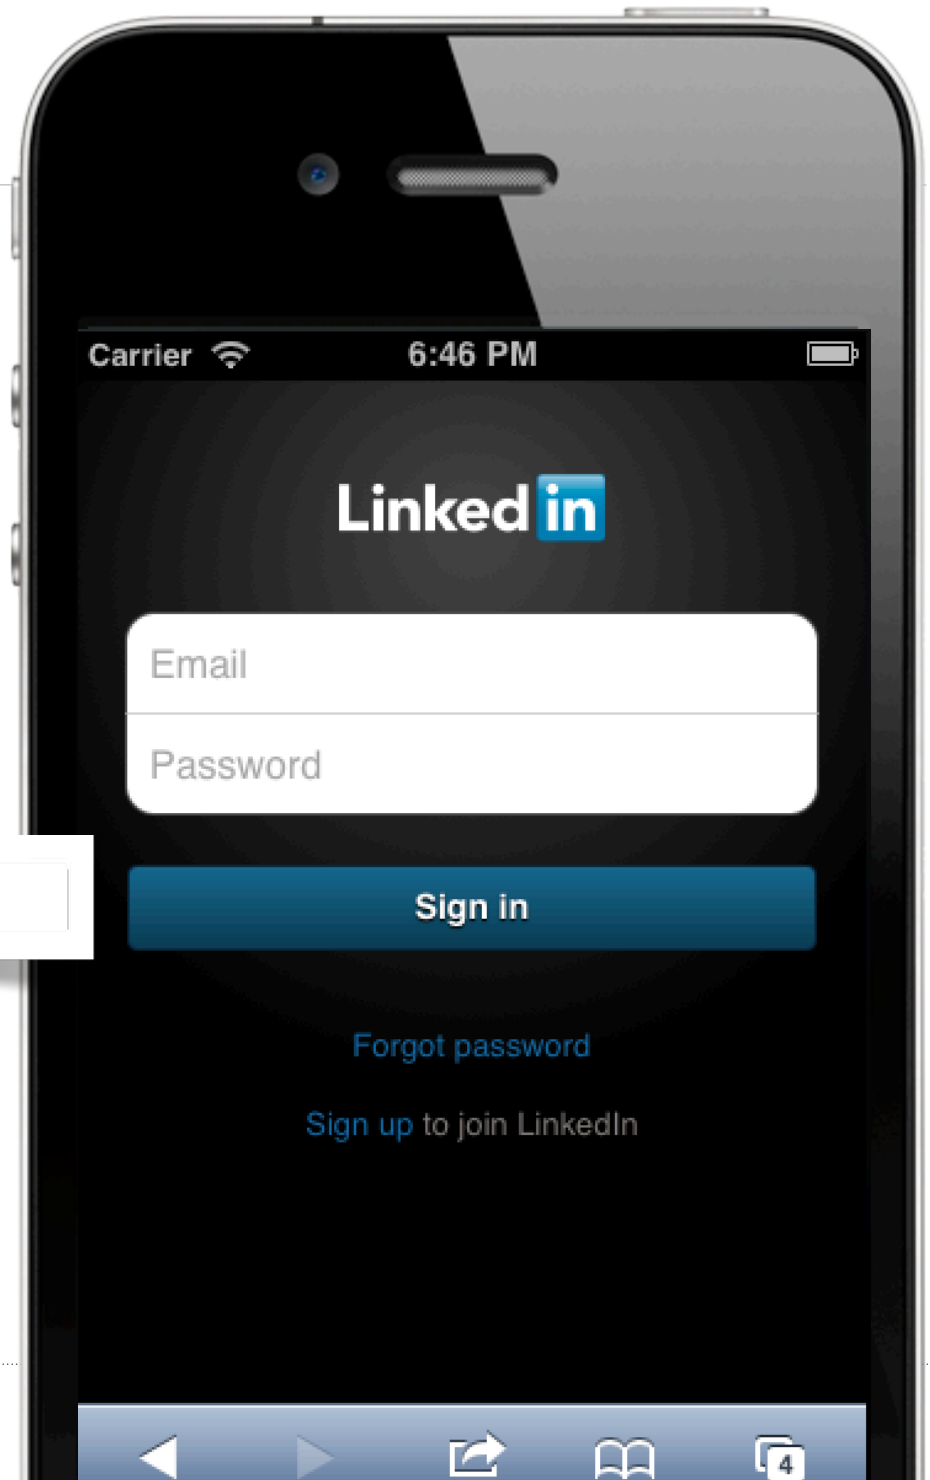 Carrier 6:46 PM
Linked in
Email
Password
Sign in
Forgot password
Sign up to join LinkedIn
4